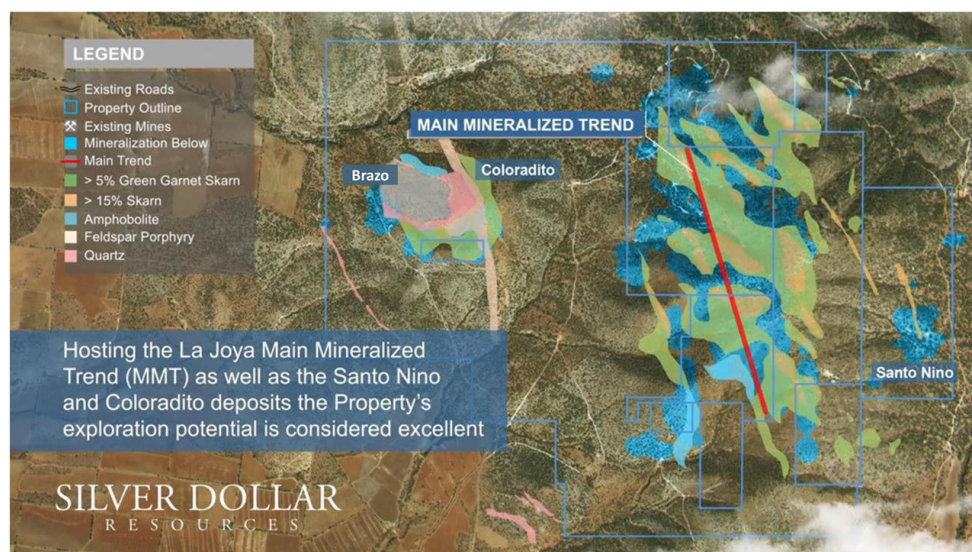 LEGEND
Existing Roads
Property Outline
Existing Mines
Mineralization Below
Main Trend
> 5% Green Garnet Skarn
> 15% Skarn
Amphobolite
Feldspar Porphyry
Quartz
MAIN MINERALIZED TREND
Brazo
Coloradito
Santo Nino
Hosting the La Joya Main Mineralized
Trend (MMT) as well as the Santo Nino
and Coloradito deposits the Property's
exploration potential is considered excellent
SILVER DOLLAR
RESOURCES